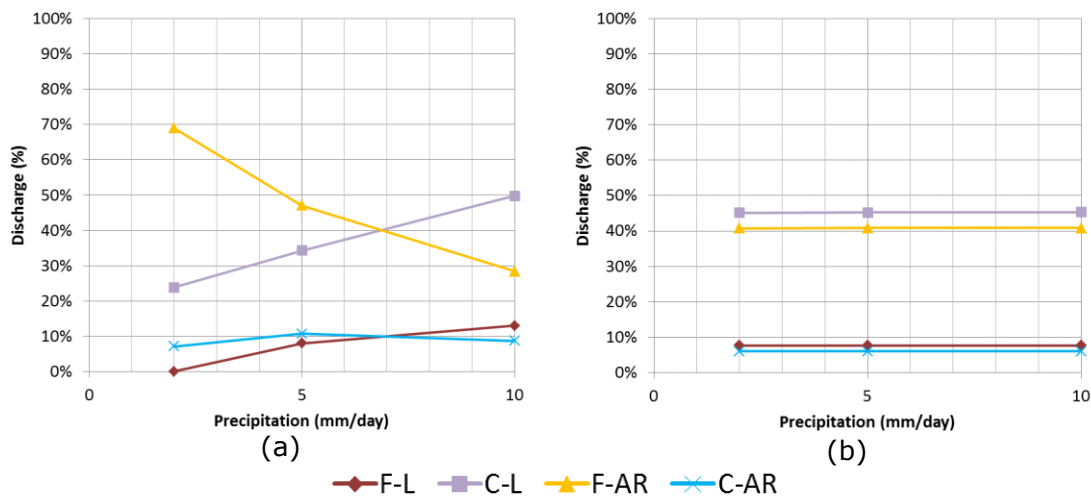 100%
90%
80%
70%
60%
50%
40%
30%
20%
10%
0%
Discharge (%)
0 5 10
Precipitation (mm/day)
(a)
100%
90%
80%
70%
60%
50%
40%
30%
20%
10%
0%
Discharge (%)
0 5 10
Precipitation (mm/day)
(b)
F-L C-L F-AR C-AR